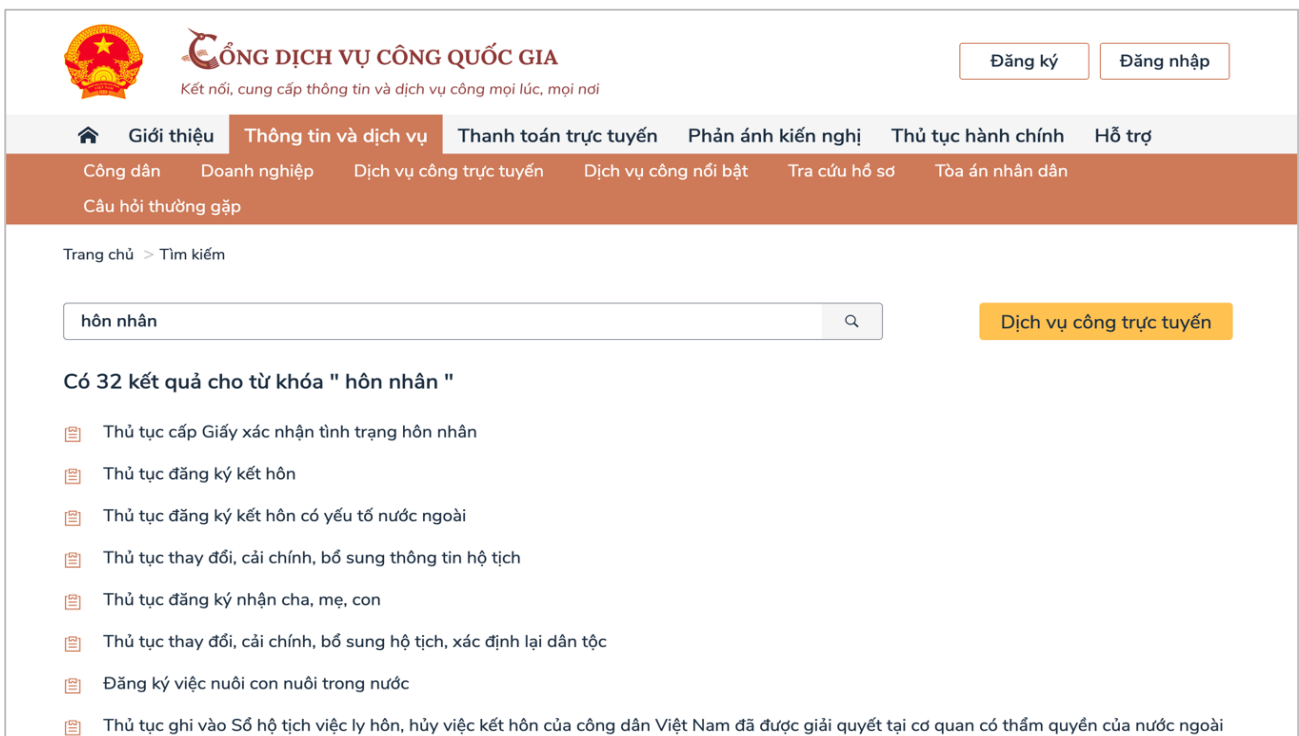 CỔNG DỊCH VỤ CÔNG QUỐC GIA
Kết nối, cung cấp thông tin và dịch vụ công mọi lúc, mọi nơi
Đăng ký Đăng nhập
Giới thiệu Thông tin và dịch vụ Thanh toán trực tuyến Phản ánh kiến nghị Thủ tục hành chính Hỗ trợ
Công dân Doanh nghiệp Dịch vụ công trực tuyến Dịch vụ công nổi bật Tra cứu hồ sơ Tòa án nhân dân
Câu hỏi thường gặp
Trang chủ > Tìm kiếm
hôn nhân Dịch vụ công trực tuyến
Có 32 kết quả cho từ khóa " hôn nhân "
Thủ tục cấp Giấy xác nhận tình trạng hôn nhân
Thủ tục đăng ký kết hôn
Thủ tục đăng ký kết hôn có yếu tố nước ngoài
Thủ tục thay đổi, cải chính, bổ sung thông tin hộ tịch
Thủ tục đăng ký nhận cha, mẹ, con
Thủ tục thay đổi, cải chính, bổ sung hộ tịch, xác định lại dân tộc
Đăng ký việc nuôi con nuôi trong nước
Thủ tục ghi vào Sổ hộ tịch việc ly hôn, hủy việc kết hôn của công dân Việt Nam đã được giải quyết tại cơ quan có thẩm quyền của nước ngoài